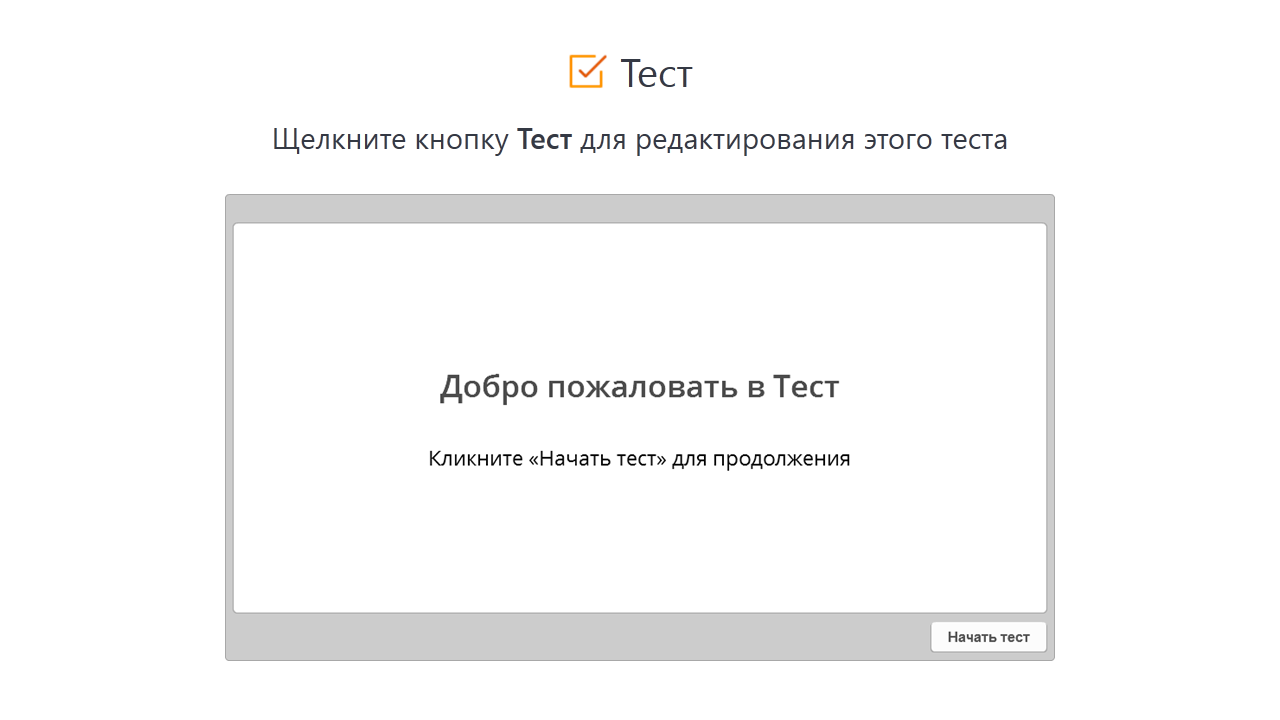 Тест
Щелкните кнопку Тест для редактирования этого теста
Добро пожаловать в Тест
Кликните «Начать тест» для продолжения
Начать тест